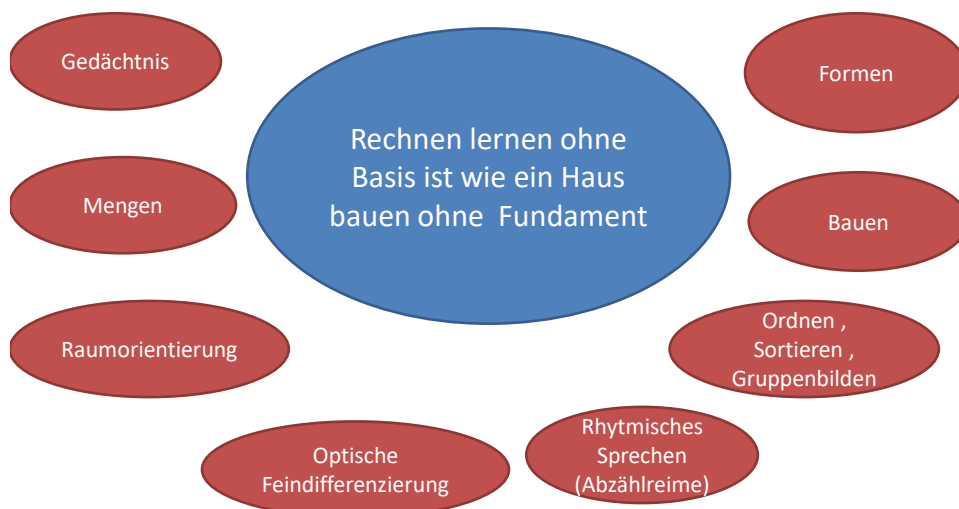 Gedächtnis
Formen
Rechnen lernen ohne
Basis ist wie ein Haus
bauen ohne Fundament
Mengen
Bauen
Raumorientierung
Ordnen ,
Sortieren ,
Gruppenbilden
Optische
Feindifferenzierung
Rhytmisches
Sprechen
(Abzählreime)